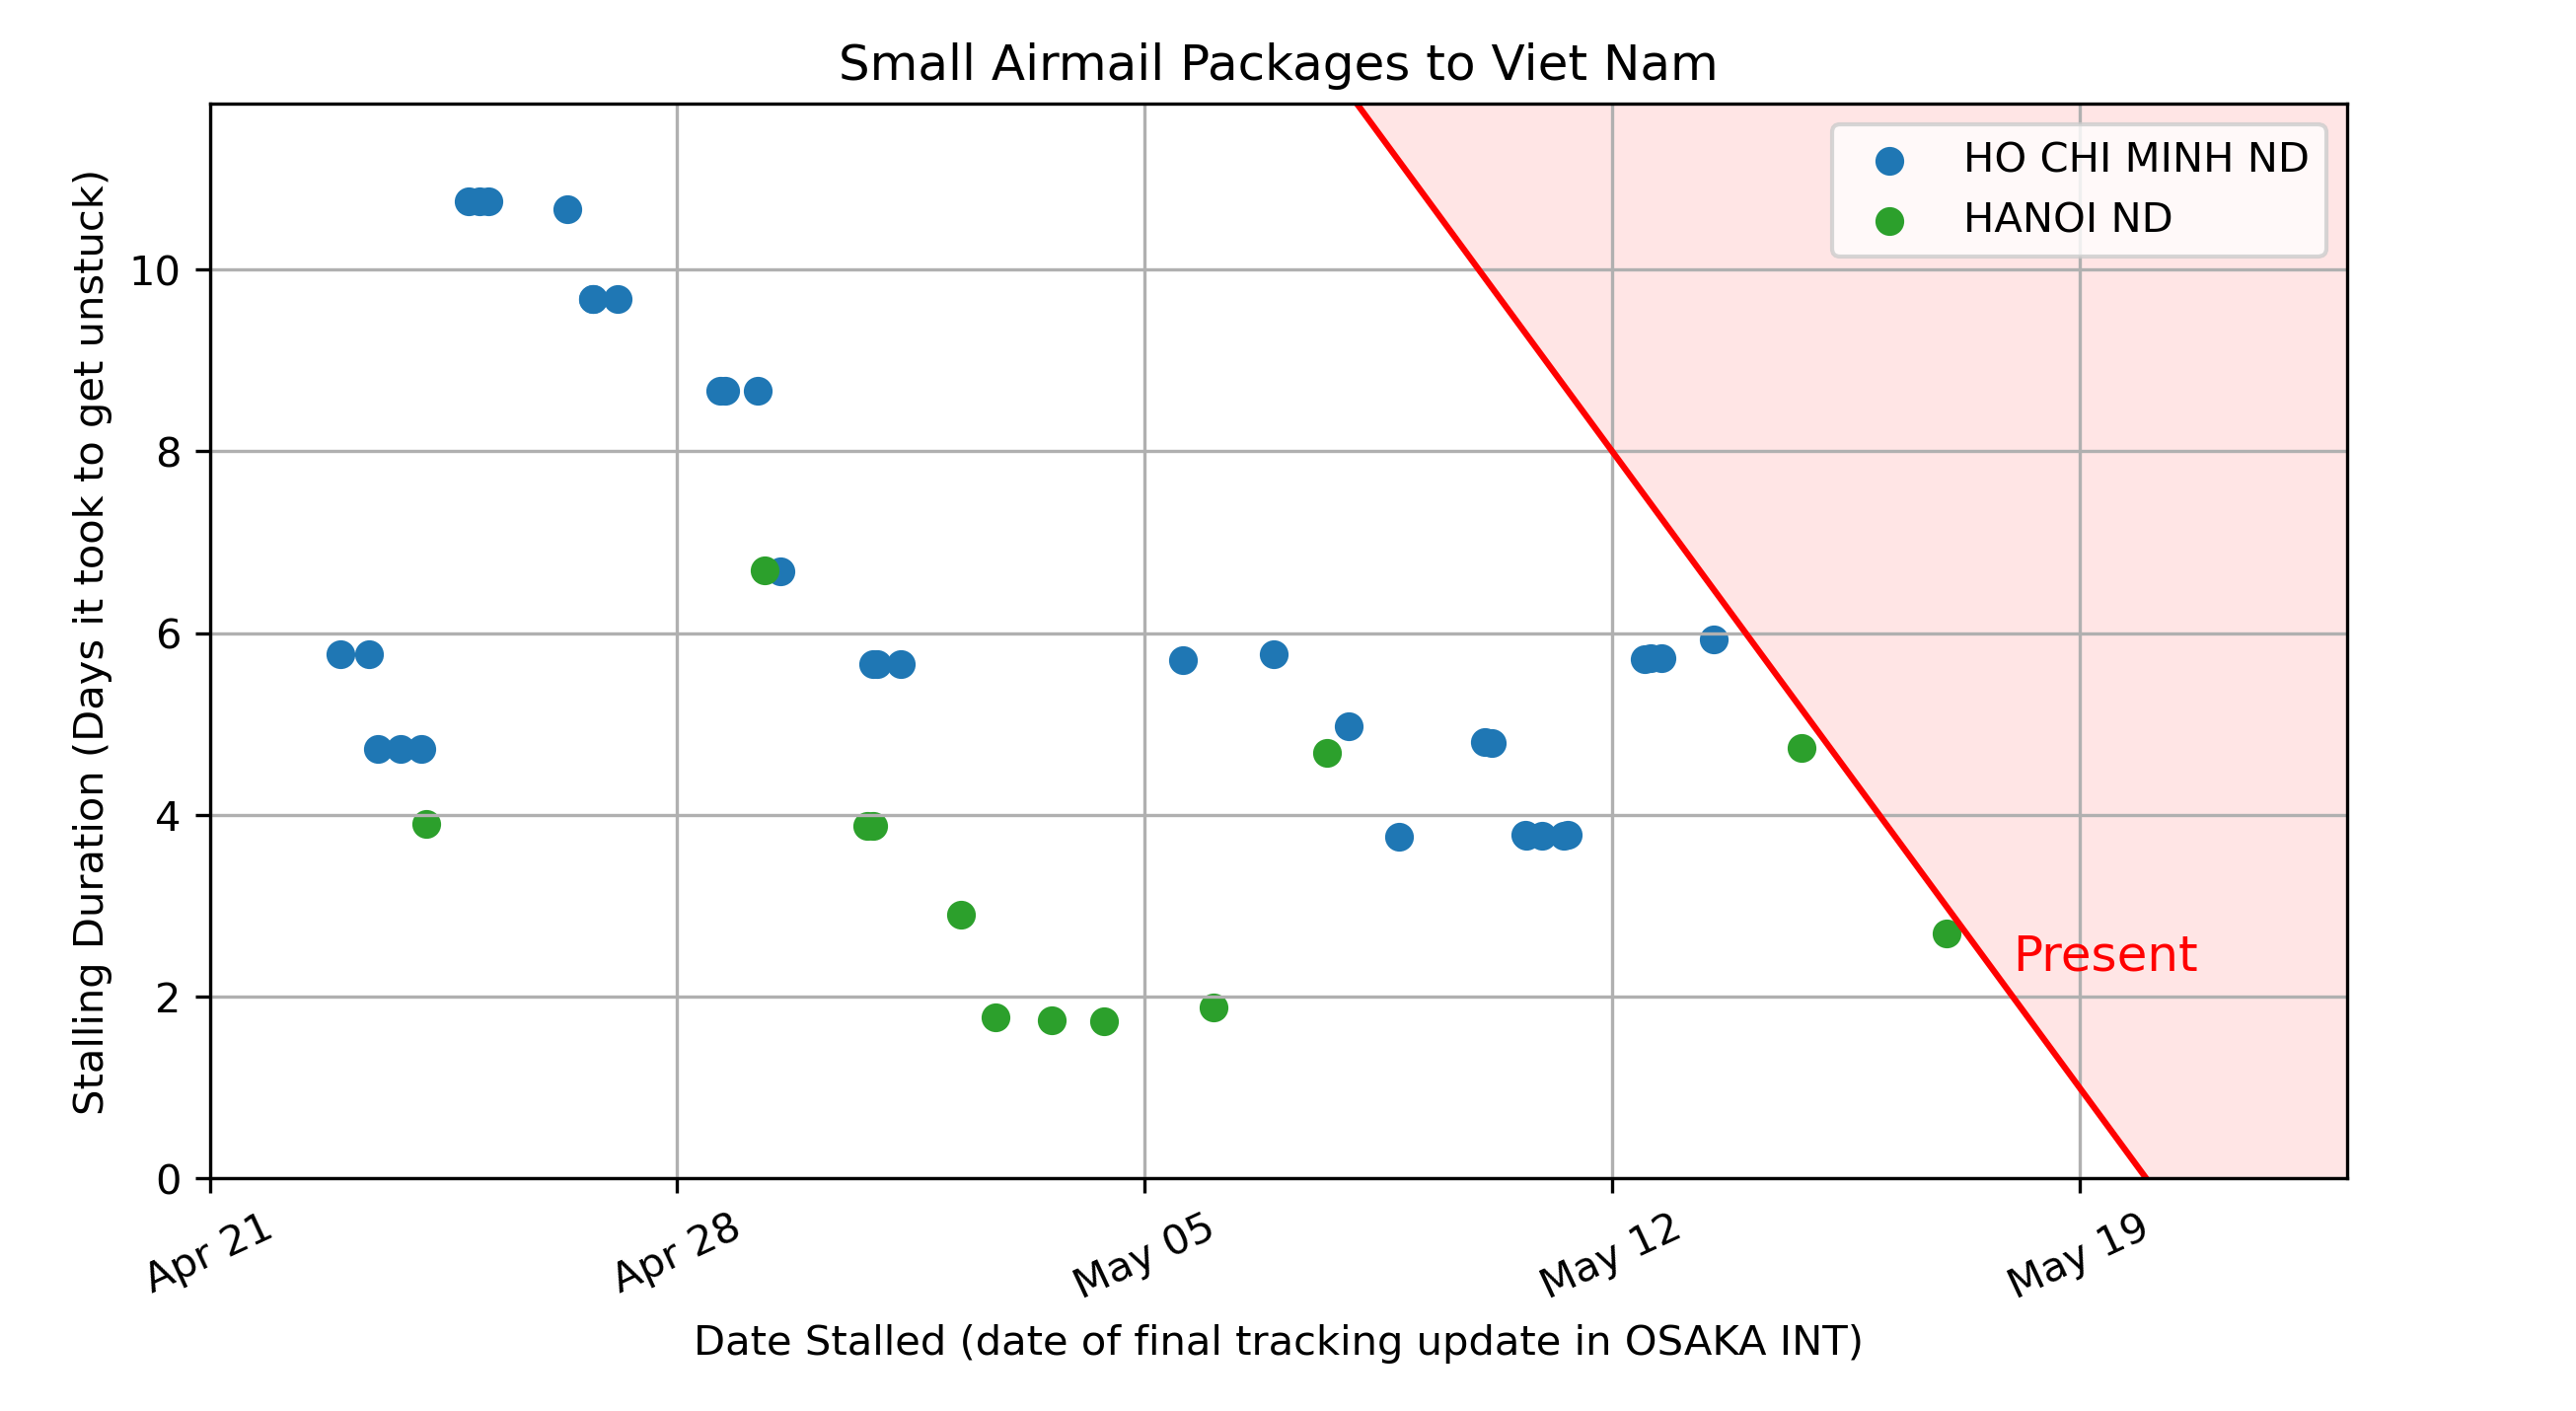 Small Airmail Packages to Viet Nam
HO CHI MINH ND
HANOI ND
Stalling Duration (Days it took to get unstuck)
10
8
6
4
2
0
Present
Apr 21
Apr 28
May 05
May 12
May 19
Date Stalled (date of final tracking update in OSAKA INT)